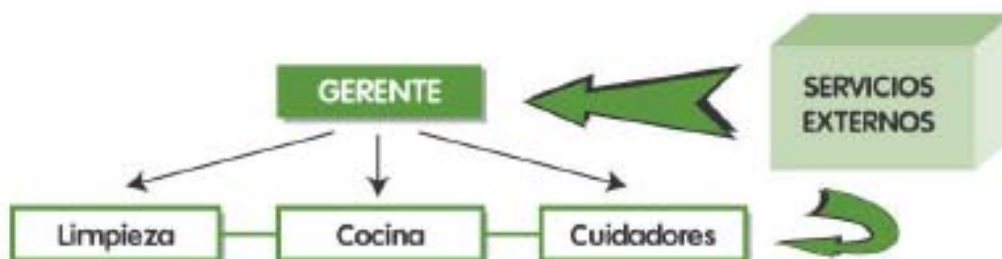 GERENTE
SERVICIOS
EXTERNOS
Limpieza
Cocina
Cuidadores